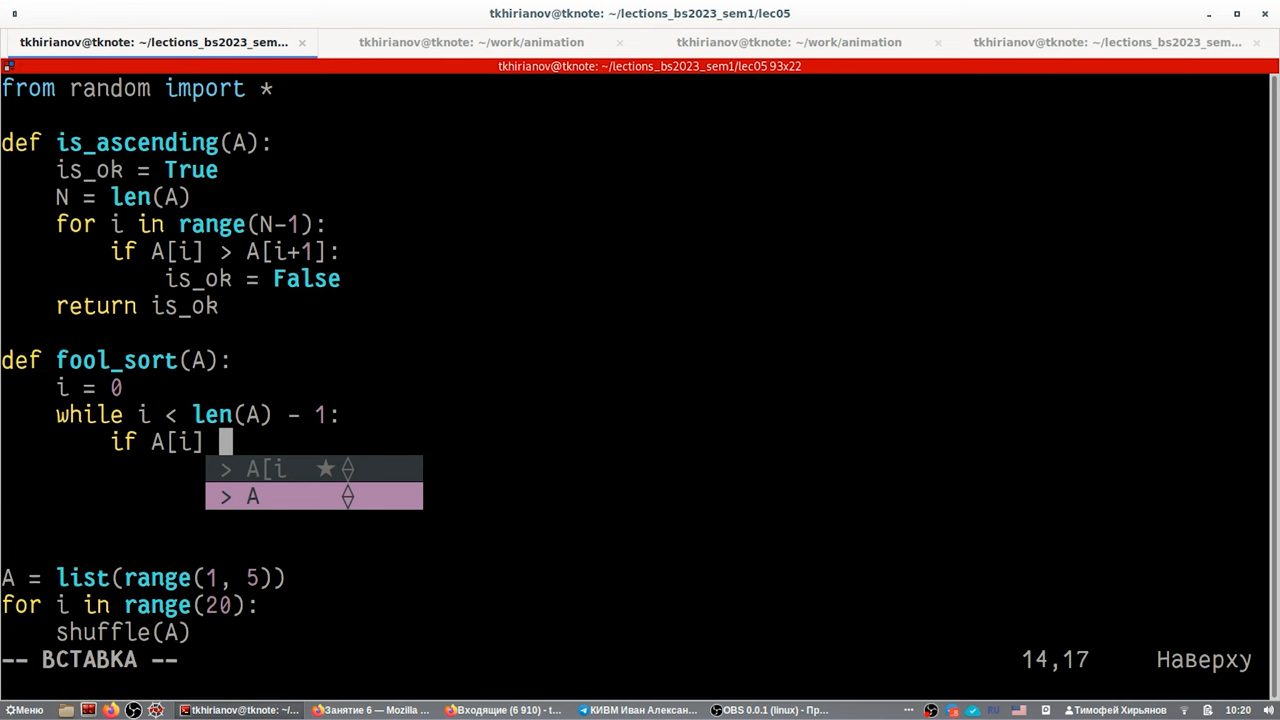 tkhirianov@tknote: ~/lections_bs2023_sem1/lec05
tkhirianov@tknote: ~/lections_bs2023_sem...
tkhirianov@tknote: ~/work/animation
tkhirianov@tknote: ~/work/animation
tkhirianov@tknote: ~/lections_bs2023_sem...
tkhirianov@tknote: ~/lections_bs2023_sem1/lec05 93x22
from random import *
def is_ascending(A):
    is_ok = True
    N = len(A)
    for i in range(N-1):
        if A[i] > A[i+1]:
            is_ok = False
    return is_ok
def fool_sort(A):
    i = 0
    while i < len(A) - 1:
        if A[i]
> A[i ★
> A
A = list(range(1, 5))
for i in range(20):
    shuffle(A)
-- ВСТАВКА -- 14,17 Наверху
Меню tkhirianov@tknote: ~/... Занятие 6 — Mozilla ... Входящие (6 910) – t... КИВМ Иван Алексан... OBS 0.0.1 (linux) - Пр... RU Тимофей Хирьянов 10:20